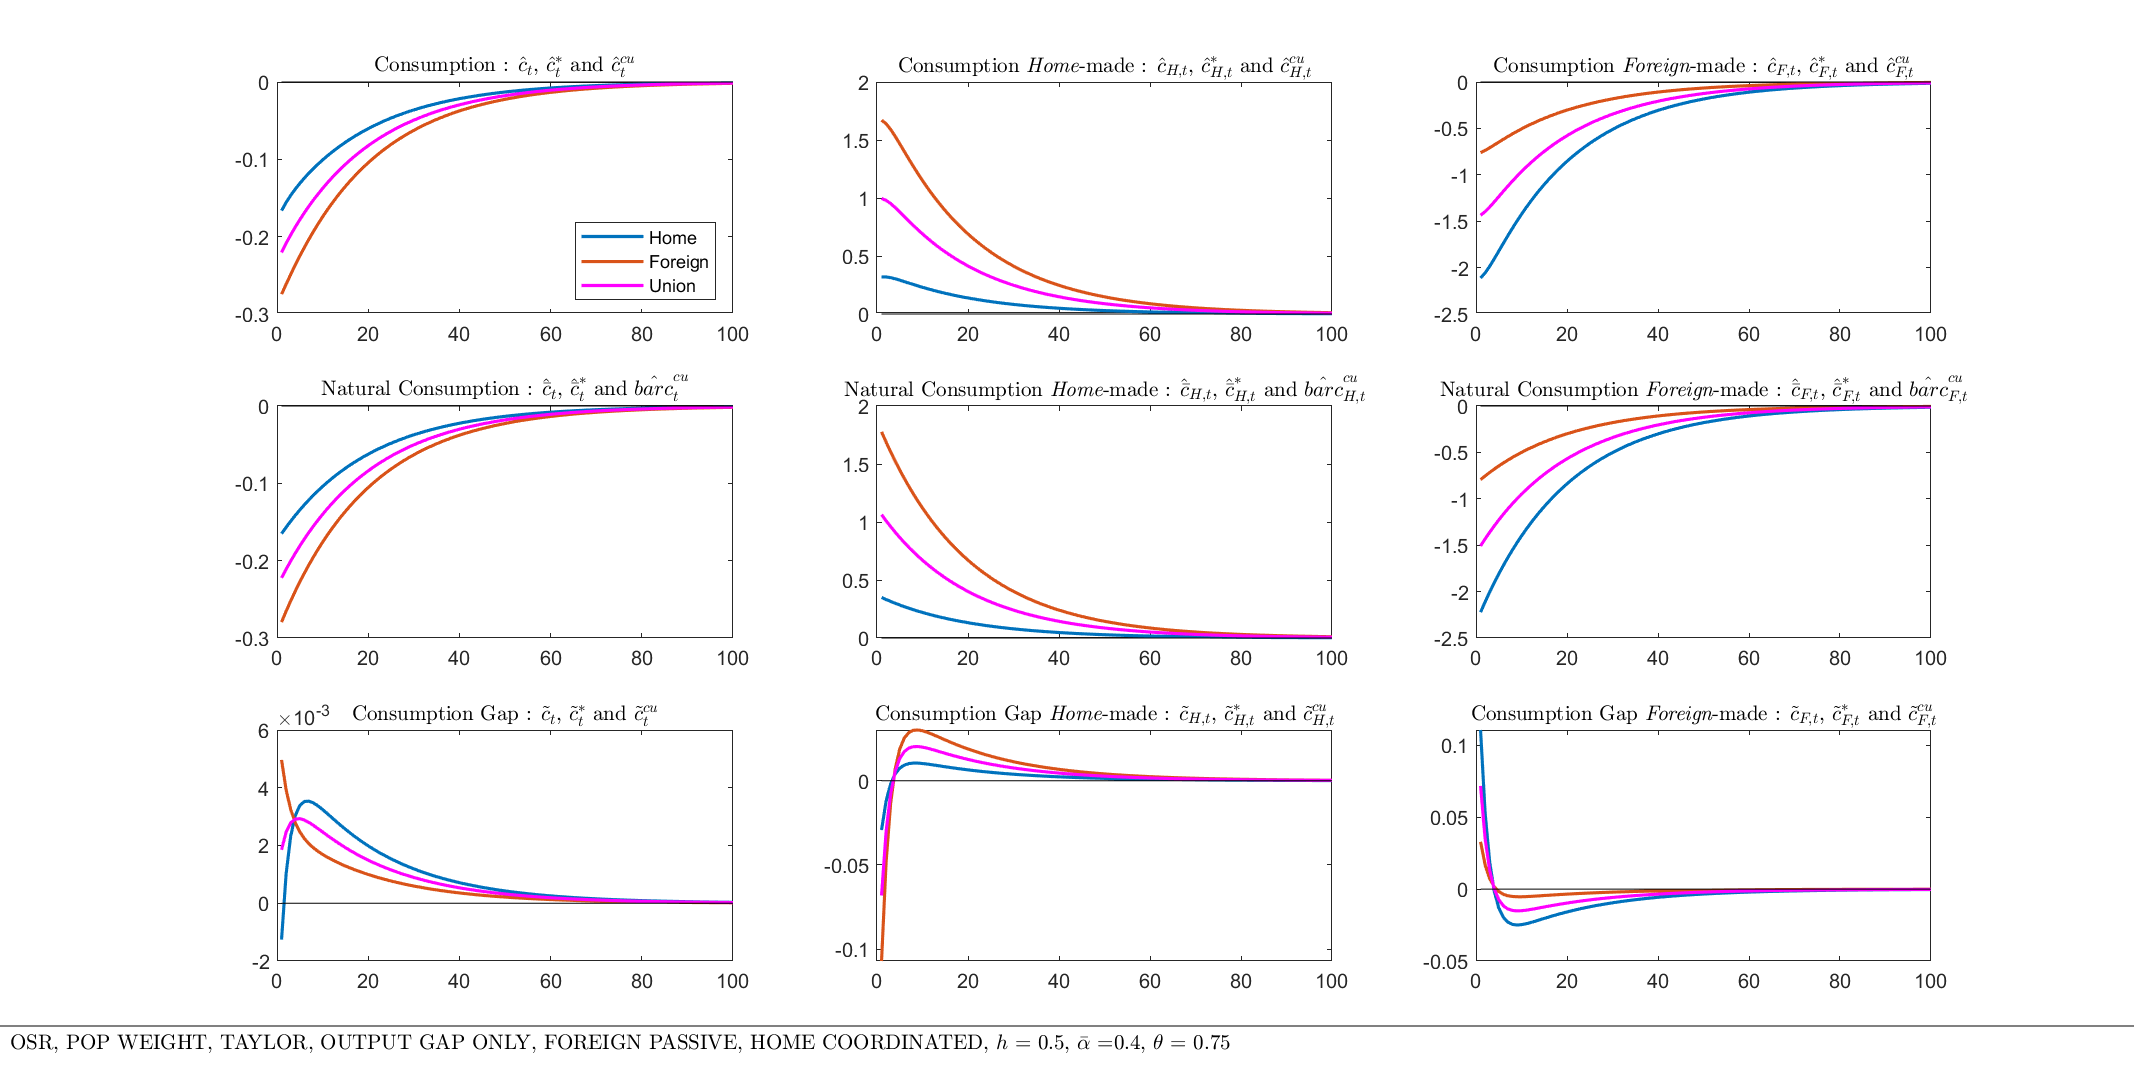 Consumption : ĉ_t, ĉ*_t and ĉ^cu_t
0
-0.1
-0.2
-0.3
0 20 40 60 80 100
Home
Foreign
Union
Consumption Home-made : ĉ_H,t, ĉ*_H,t and ĉ^cu_H,t
2
1.5
1
0.5
0
0 20 40 60 80 100
Consumption Foreign-made : ĉ_F,t, ĉ*_F,t and ĉ^cu_F,t
0
-0.5
-1
-1.5
-2
-2.5
0 20 40 60 80 100
Natural Consumption : c̄̂_t, c̄̂*_t and bar̂c^cu_t
0
-0.1
-0.2
-0.3
0 20 40 60 80 100
Natural Consumption Home-made : c̄̂_H,t, c̄̂*_H,t and bar̂c^cu_H,t
2
1.5
1
0.5
0
0 20 40 60 80 100
Natural Consumption Foreign-made : c̄̂_F,t, c̄̂*_F,t and bar̂c^cu_F,t
0
-0.5
-1
-1.5
-2
-2.5
0 20 40 60 80 100
Consumption Gap : c̃_t, c̃*_t and c̃^cu_t
×10^-3
6
4
2
0
-2
0 20 40 60 80 100
Consumption Gap Home-made : c̃_H,t, c̃*_H,t and c̃^cu_H,t
0
-0.05
-0.1
0 20 40 60 80 100
Consumption Gap Foreign-made : c̃_F,t, c̃*_F,t and c̃^cu_F,t
0.1
0.05
0
-0.05
0 20 40 60 80 100
OSR, POP WEIGHT, TAYLOR, OUTPUT GAP ONLY, FOREIGN PASSIVE, HOME COORDINATED, h = 0.5, ᾱ =0.4, θ = 0.75